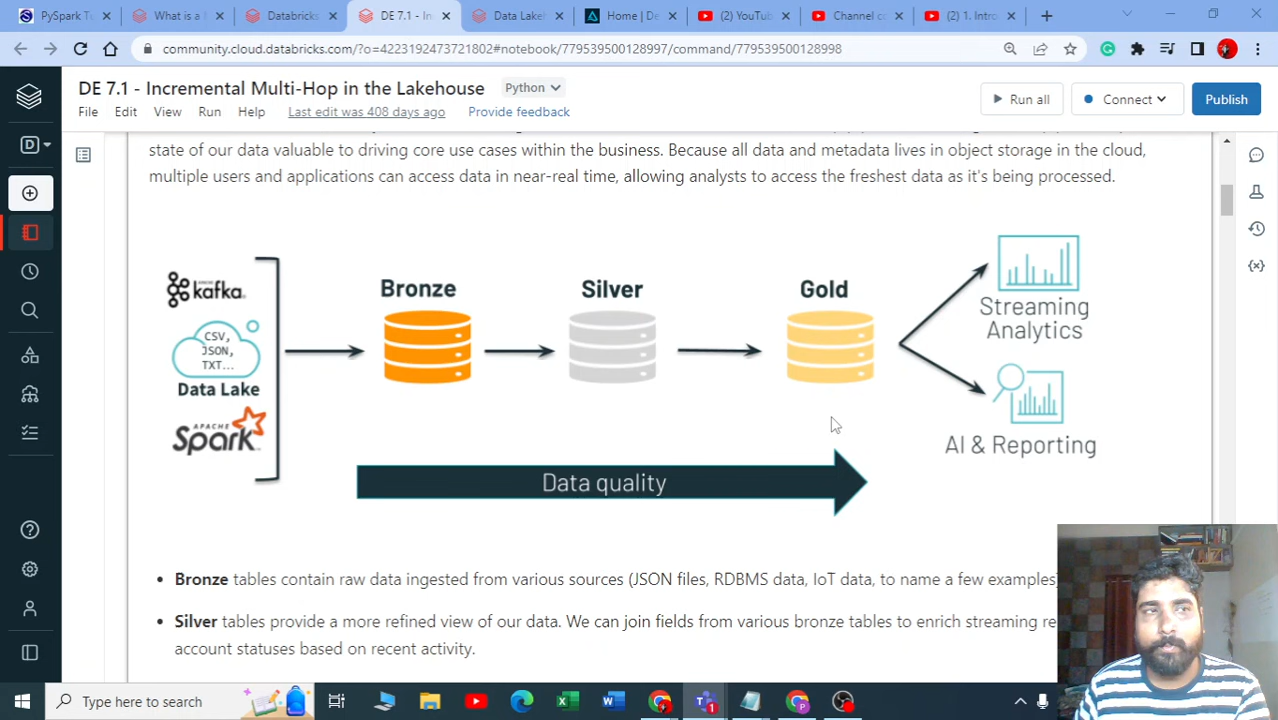 PySpark Tu
What is a
Databricks
DE 7.1 - In
Data Lake
Home | De
(2) YouTub
Channel co
(2) 1. Intro
community.cloud.databricks.com/?o=4223192473721802#notebook/779539500128997/command/779539500128998
DE 7.1 - Incremental Multi-Hop in the Lakehouse
Python
Run all
Connect
Publish
File Edit View Run Help Last edit was 408 days ago Provide feedback
D
state of our data valuable to driving core use cases within the business. Because all data and metadata lives in object storage in the cloud,
multiple users and applications can access data in near-real time, allowing analysts to access the freshest data as it's being processed.
kafka
CSV,
JSON,
TXT...
Data Lake
APACHE
Spark
Bronze
Silver
Gold
Streaming
Analytics
AI & Reporting
Data quality
• Bronze tables contain raw data ingested from various sources (JSON files, RDBMS data, IoT data, to name a few examples)
• Silver tables provide a more refined view of our data. We can join fields from various bronze tables to enrich streaming re
account statuses based on recent activity.
Type here to search